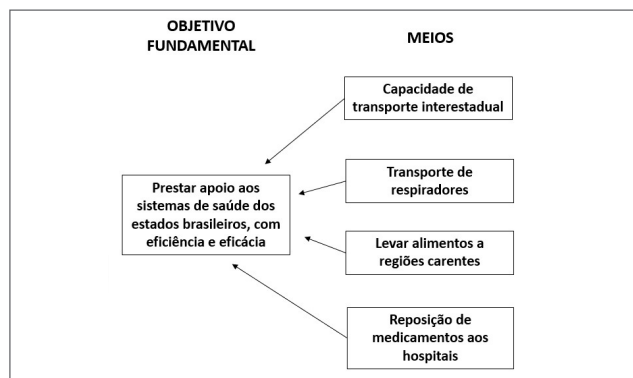 OBJETIVO
FUNDAMENTAL
MEIOS
Capacidade de
transporte interestadual
Transporte de
respiradores
Prestar apoio aos
sistemas de saúde dos
estados brasileiros, com
eficiência e eficácia
Levar alimentos a
regiões carentes
Reposição de
medicamentos aos
hospitais